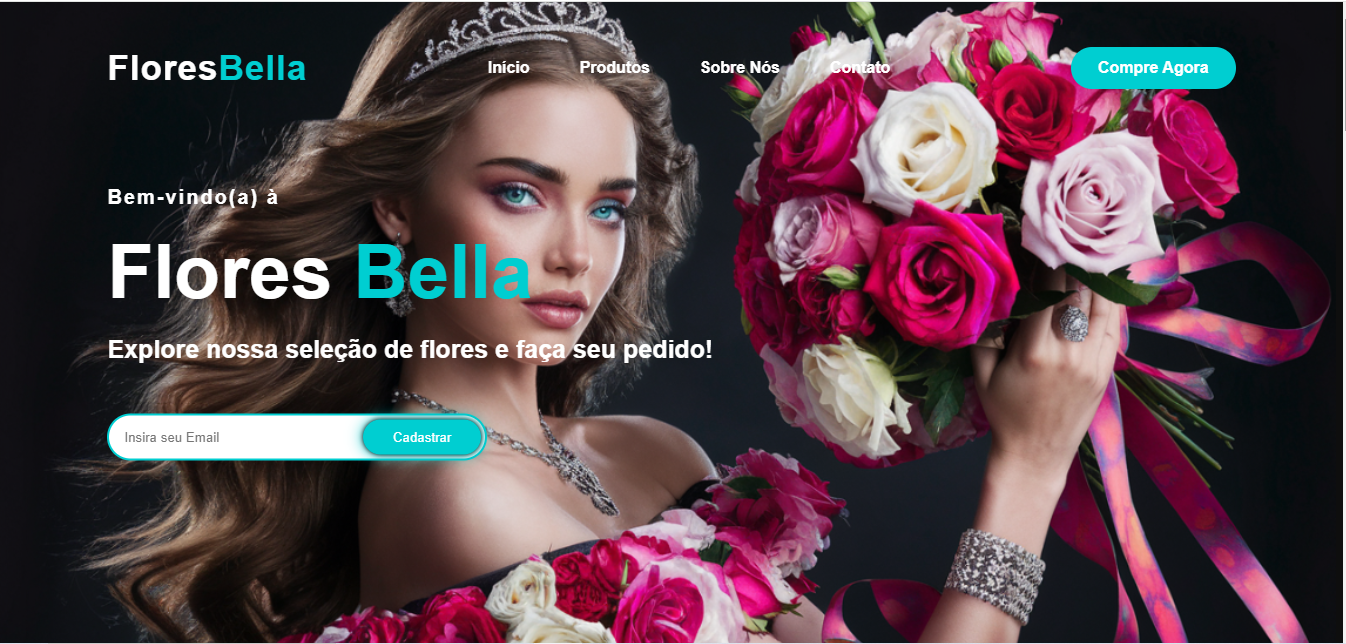 FloresBella
Início Produtos Sobre Nós Contato Compre Agora
Bem-vindo(a) à
Flores Bella
Explore nossa seleção de flores e faça seu pedido!
Insira seu Email Cadastrar